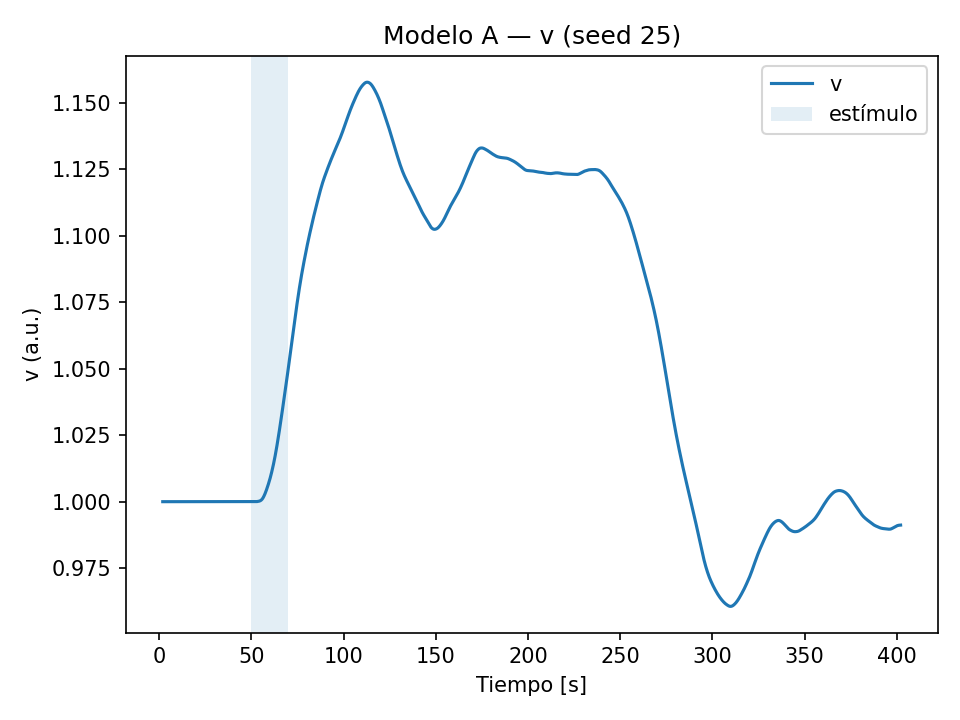 Modelo A — v (seed 25)
v
estímulo
v (a.u.)
1.150
1.125
1.100
1.075
1.050
1.025
1.000
0.975
0 50 100 150 200 250 300 350 400
Tiempo [s]